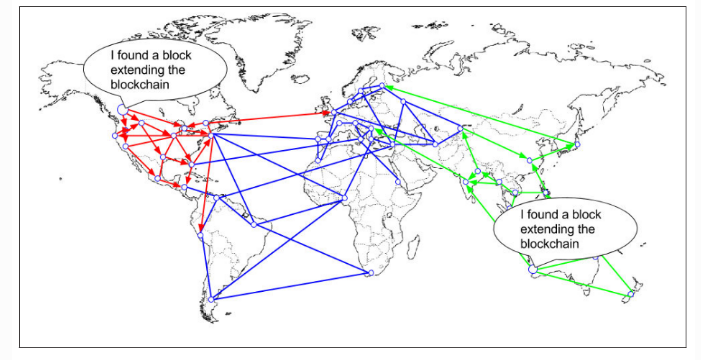 I found a block
extending the
blockchain
I found a block
extending the
blockchain